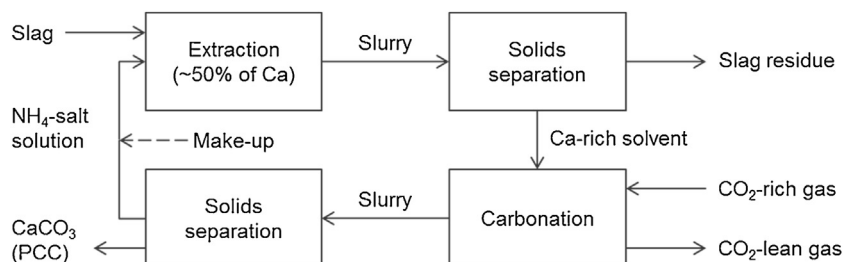 Slag
Extraction
(~50% of Ca)
Slurry
Solids
separation
Slag residue
NH₄-salt
solution
Make-up
Ca-rich solvent
CaCO₃
(PCC)
Solids
separation
Slurry
Carbonation
CO₂-rich gas
CO₂-lean gas